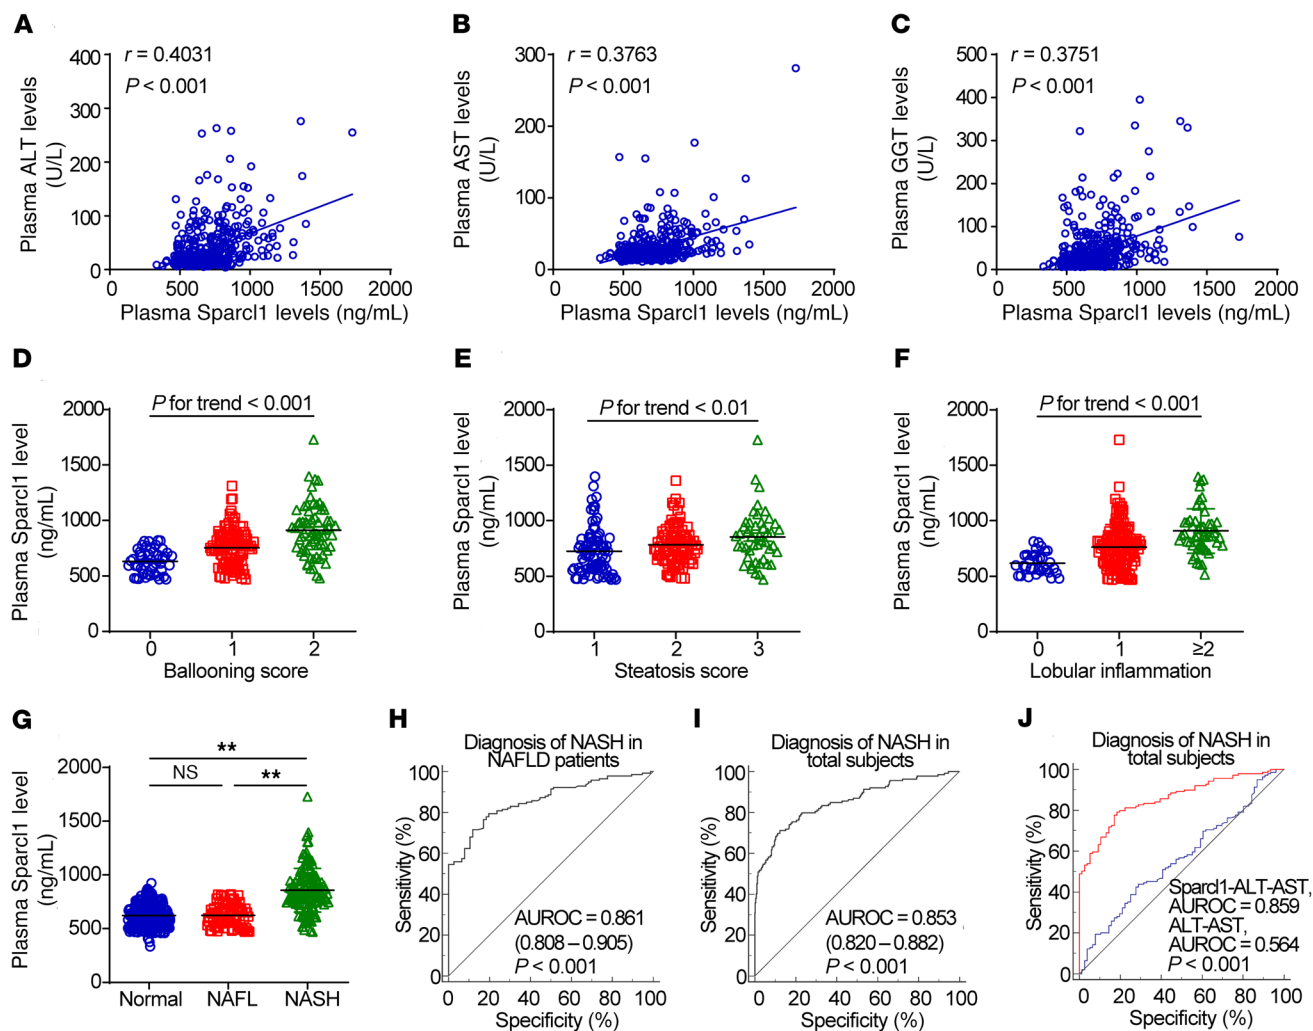 A
r = 0.4031
P < 0.001
Plasma ALT levels
(U/L)
400
300
200
100
0
500
1000
1500
2000
Plasma Sparcl1 levels (ng/mL)
B
r = 0.3763
P < 0.001
Plasma AST levels
(U/L)
300
200
100
0
500
1000
1500
2000
Plasma Sparcl1 levels (ng/mL)
C
r = 0.3751
P < 0.001
Plasma GGT levels
(U/L)
500
400
300
200
100
0
500
1000
1500
2000
Plasma Sparcl1 levels (ng/mL)
D
P for trend < 0.001
Plasma Sparcl1 level
(ng/mL)
2000
1500
1000
500
0
0
1
2
Ballooning score
E
P for trend < 0.01
Plasma Sparcl1 level
(ng/mL)
2000
1500
1000
500
0
1
2
3
Steatosis score
F
P for trend < 0.001
Plasma Sparcl1 level
(ng/mL)
2000
1500
1000
500
0
0
1
≥2
Lobular inflammation
G
**
NS
**
Plasma Sparcl1 level
(ng/mL)
2000
1500
1000
500
0
Normal
NAFL
NASH
H
Diagnosis of NASH in
NAFLD patients
Sensitivity (%)
100
80
60
40
20
0
AUROC = 0.861
(0.808 – 0.905)
P < 0.001
0
20
40
60
80
100
Specificity (%)
I
Diagnosis of NASH in
total subjects
Sensitivity (%)
100
80
60
40
20
0
AUROC = 0.853
(0.820 – 0.882)
P < 0.001
0
20
40
60
80
100
Specificity (%)
J
Diagnosis of NASH in
total subjects
Sensitivity (%)
100
80
60
40
20
0
Sparcl1-ALT-AST,
AUROC = 0.859
ALT-AST,
AUROC = 0.564
P < 0.001
0
20
40
60
80
100
Specificity (%)